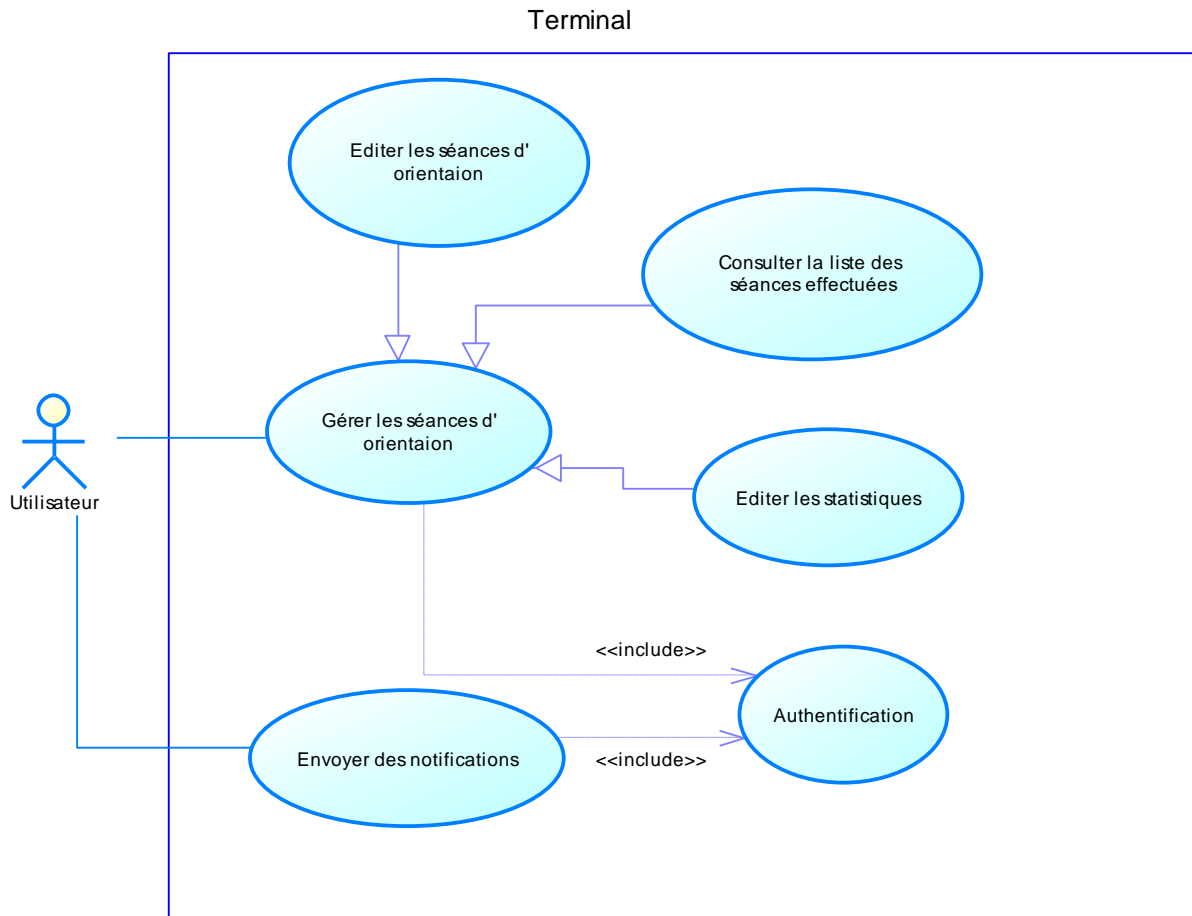 Terminal
Editer les séances d'
orientaion
Consulter la liste des
séances effectuées
Gérer les séances d'
orientaion
Utilisateur
Editer les statistiques
<<include>>
Authentification
Envoyer des notifications
<<include>>